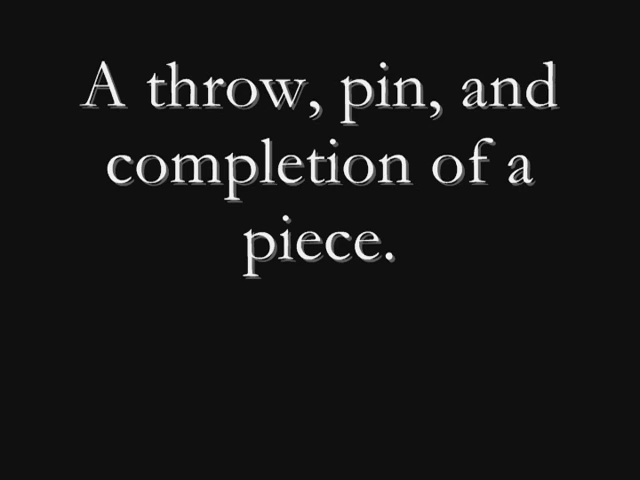 A throw, pin, and
completion of a
piece.